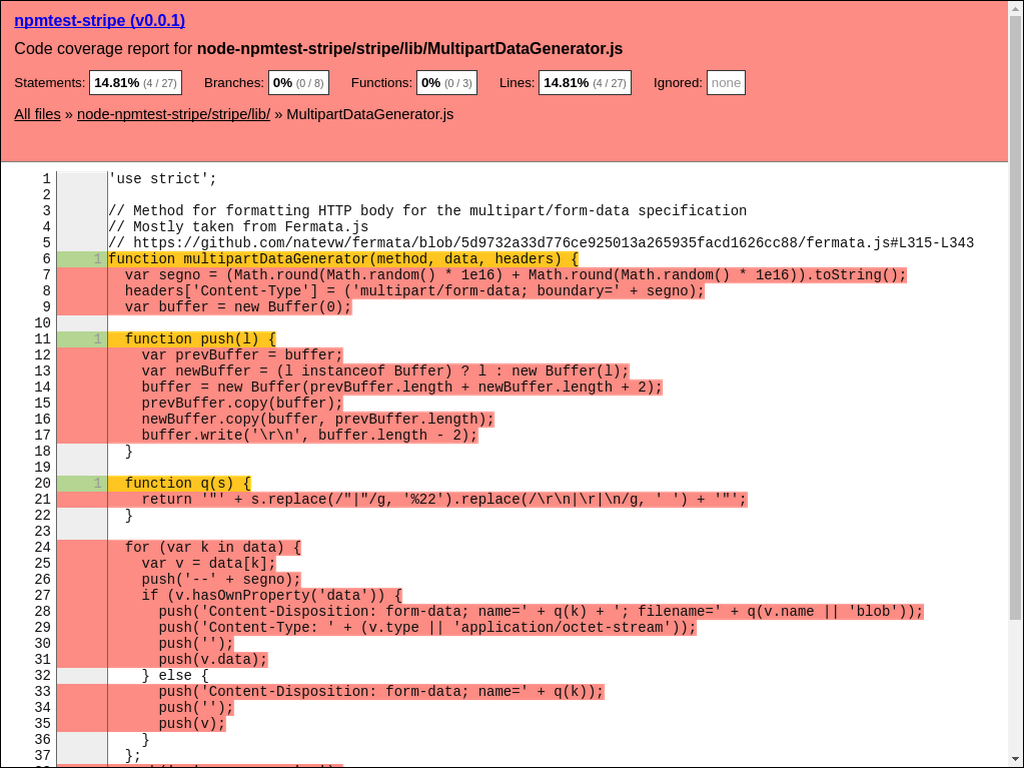 npmtest-stripe (v0.0.1)
Code coverage report for node-npmtest-stripe/stripe/lib/MultipartDataGenerator.js
Statements: 14.81% (4 / 27) Branches: 0% (0 / 8) Functions: 0% (0 / 3) Lines: 14.81% (4 / 27) Ignored: none
All files » node-npmtest-stripe/stripe/lib/ » MultipartDataGenerator.js
1 'use strict';
2
3 // Method for formatting HTTP body for the multipart/form-data specification
4 // Mostly taken from Fermata.js
5 // https://github.com/natevw/fermata/blob/5d9732a33d776ce925013a265935facd1626cc88/fermata.js#L315-L343
6 1 function multipartDataGenerator(method, data, headers) {
7 var segno = (Math.round(Math.random() * 1e16) + Math.round(Math.random() * 1e16)).toString();
8 headers['Content-Type'] = ('multipart/form-data; boundary=' + segno);
9 var buffer = new Buffer(0);
10
11 1 function push(l) {
12 var prevBuffer = buffer;
13 var newBuffer = (l instanceof Buffer) ? l : new Buffer(l);
14 buffer = new Buffer(prevBuffer.length + newBuffer.length + 2);
15 prevBuffer.copy(buffer);
16 newBuffer.copy(buffer, prevBuffer.length);
17 buffer.write('\r\n', buffer.length - 2);
18 }
19
20 1 function q(s) {
21 return '"' + s.replace(/"|"/g, '%22').replace(/\r\n|\r|\n/g, ' ') + '"';
22 }
23
24 for (var k in data) {
25 var v = data[k];
26 push('--' + segno);
27 if (v.hasOwnProperty('data')) {
28 push('Content-Disposition: form-data; name=' + q(k) + '; filename=' + q(v.name || 'blob'));
29 push('Content-Type: ' + (v.type || 'application/octet-stream'));
30 push('');
31 push(v.data);
32 } else {
33 push('Content-Disposition: form-data; name=' + q(k));
34 push('');
35 push(v);
36 }
37 };